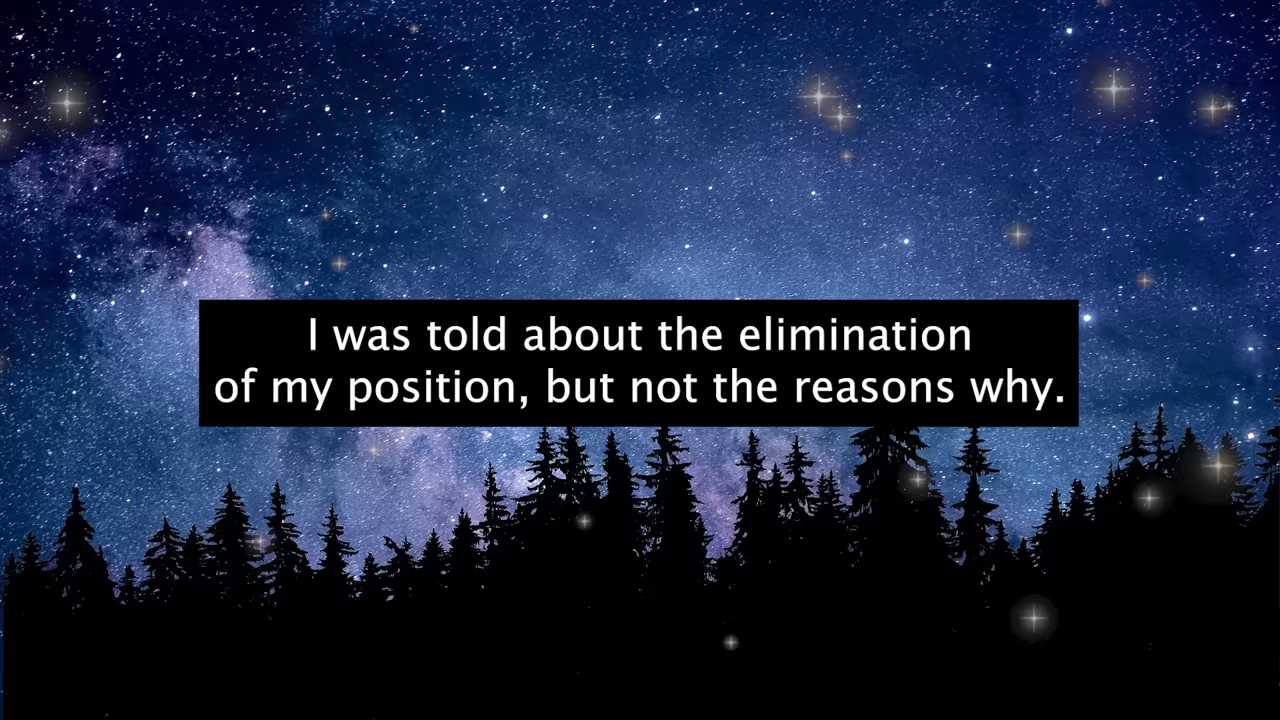 I was told about the elimination
of my position, but not the reasons why.